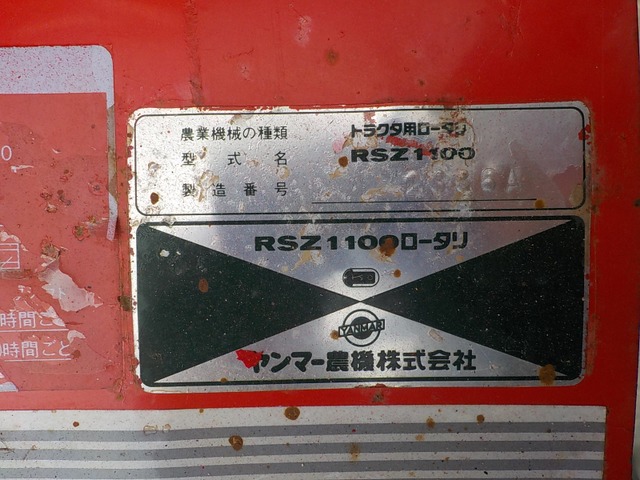 農業機械の種類 トラクタ用ロータリ
型式名 RSZ1100
製造番号
RSZ1100ロータリ
YANMAR
ヤンマー農機株式会社
0
時間ご
時間ごと